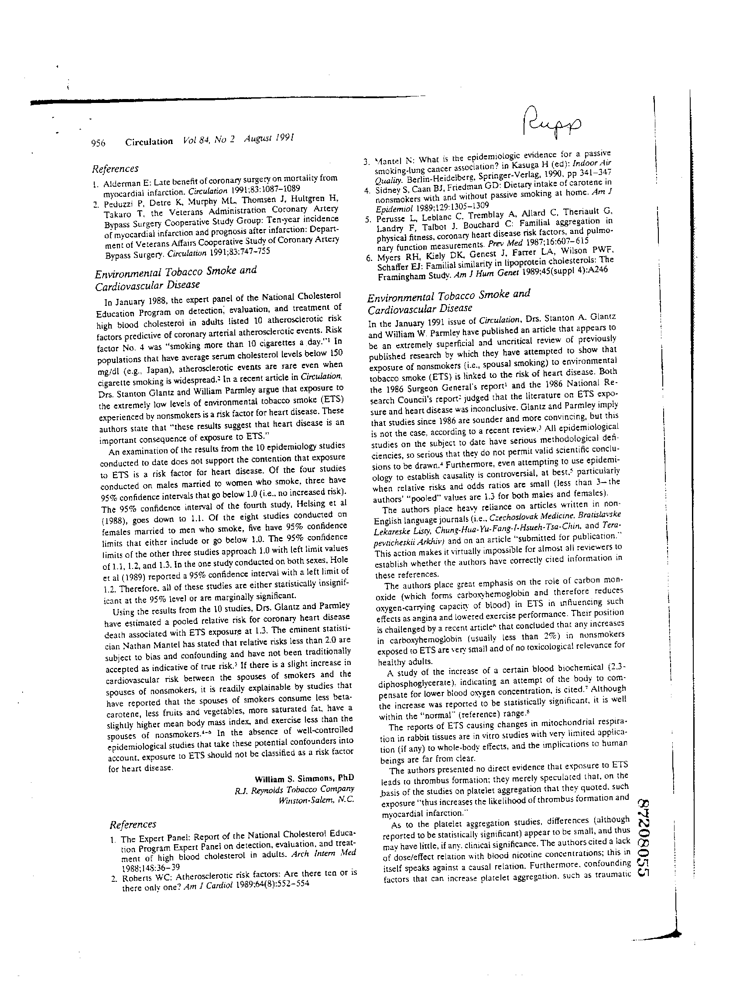 Rupp
956 Circulation Vol 84, No 2 August 1991
References
1. Alderman E: Late benefit of coronary surgery on mortality from
myocardial infarction. Circulation 1991;83:1087–1089
2. Peduzzi P, Detre K, Murphy ML, Thomsen J, Hultgren H,
Takaro T, the Veterans Administration Coronary Artery
Bypass Surgery Cooperative Study Group: Ten-year incidence
of myocardial infarction and prognosis after infarction: Depart-
ment of Veterans Affairs Cooperative Study of Coronary Artery
Bypass Surgery. Circulation 1991;83:747–755
Environmental Tobacco Smoke and
Cardiovascular Disease
In January 1988, the expert panel of the National Cholesterol
Education Program on detection, evaluation, and treatment of
high blood cholesterol in adults listed 10 atherosclerotic risk
factors predictive of coronary arterial atherosclerotic events. Risk
factor No. 4 was "smoking more than 10 cigarettes a day."1 In
populations that have average serum cholesterol levels below 150
mg/dl (e.g., Japan), atherosclerotic events are rare even when
cigarette smoking is widespread.2 In a recent article in Circulation,
Drs. Stanton Glantz and William Parmley argue that exposure to
the extremely low levels of environmental tobacco smoke (ETS)
experienced by nonsmokers is a risk factor for heart disease. These
authors state that "these results suggest that heart disease is an
important consequence of exposure to ETS."
An examination of the results from the 10 epidemiology studies
conducted to date does not support the contention that exposure
to ETS is a risk factor for heart disease. Of the four studies
conducted on males married to women who smoke, three have
95% confidence intervals that go below 1.0 (i.e., no increased risk).
The 95% confidence interval of the fourth study, Helsing et al
(1988), goes down to 1.1. Of the eight studies conducted on
females married to men who smoke, five have 95% confidence
limits that either include or go below 1.0. The 95% confidence
limits of the other three studies approach 1.0 with left limit values
of 1.1, 1.2, and 1.3. In the one study conducted on both sexes, Hole
et al (1989) reported a 95% confidence interval with a left limit of
1.2. Therefore, all of these studies are either statistically insignif-
icant at the 95% level or are marginally significant.
Using the results from the 10 studies, Drs. Glantz and Parmley
have estimated a pooled relative risk for coronary heart disease
death associated with ETS exposure at 1.3. The eminent statisti-
cian Nathan Mantel has stated that relative risks less than 2.0 are
subject to bias and confounding and have not been traditionally
accepted as indicative of true risk.3 If there is a slight increase in
cardiovascular risk between the spouses of smokers and the
spouses of nonsmokers, it is readily explainable by studies that
have reported that the spouses of smokers consume less beta-
carotene, less fruits and vegetables, more saturated fat, have a
slightly higher mean body mass index, and exercise less than the
spouses of nonsmokers.4–6 In the absence of well-controlled
epidemiological studies that take these potential confounders into
account, exposure to ETS should not be classified as a risk factor
for heart disease.
William S. Simmons, PhD
R.J. Reynolds Tobacco Company
Winston-Salem, N.C.
References
1. The Expert Panel: Report of the National Cholesterol Educa-
tion Program Expert Panel on detection, evaluation, and treat-
ment of high blood cholesterol in adults. Arch Intern Med
1988;148:36–39
2. Roberts WC: Atherosclerotic risk factors: Are there ten or is
there only one? Am J Cardiol 1989;64(8):552–554
3. Mantel N: What is the epidemiologic evidence for a passive
smoking-lung cancer association? in Kasuga H (ed): Indoor Air
Quality. Berlin-Heidelberg, Springer-Verlag, 1990, pp 341–347
4. Sidney S, Caan BJ, Friedman GD: Dietary intake of carotene in
nonsmokers with and without passive smoking at home. Am J
Epidemiol 1989;129:1305–1309
5. Perusse L, Leblanc C, Tremblay A, Allard C, Theriault G,
Landry F, Talbot J, Bouchard C: Familial aggregation in
physical fitness, coronary heart disease risk factors, and pulmo-
nary function measurements. Prev Med 1987;16:607–615
6. Myers RH, Kiely DK, Genest J, Farrer LA, Wilson PWF,
Schaffer EJ: Familial similarity in lipoprotein cholesterols: The
Framingham Study. Am J Hum Genet 1989;45(suppl 4):A246
Environmental Tobacco Smoke and
Cardiovascular Disease
In the January 1991 issue of Circulation, Drs. Stanton A. Glantz
and William W. Parmley have published an article that appears to
be an extremely superficial and uncritical review of previously
published research by which they have attempted to show that
exposure of nonsmokers (i.e., spousal smoking) to environmental
tobacco smoke (ETS) is linked to the risk of heart disease. Both
the 1986 Surgeon General's report1 and the 1986 National Re-
search Council's report2 judged that the literature on ETS expo-
sure and heart disease was inconclusive. Glantz and Parmley imply
that studies since 1986 are sounder and more convincing, but this
is not the case, according to a recent review.3 All epidemiological
studies on the subject to date have serious methodological defi-
ciencies, so serious that they do not permit valid scientific conclu-
sions to be drawn.4 Furthermore, even attempting to use epidemi-
ology to establish causality is controversial, at best,5 particularly
when relative risks and odds ratios are small (less than 3—the
authors' "pooled" values are 1.3 for both males and females).
The authors place heavy reliance on articles written in non-
English language journals (i.e., Czechoslovak Medicine, Bratislavske
Lekarske Listy, Chung-Hua-Yu-Fang-I-Hsueh-Tsa-Chin, and Tera-
pevticheskii Arkhiv) and on an article "submitted for publication."
This action makes it virtually impossible for almost all reviewers to
establish whether the authors have correctly cited information in
these references.
The authors place great emphasis on the role of carbon mon-
oxide (which forms carboxyhemoglobin and therefore reduces
oxygen-carrying capacity of blood) in ETS in influencing such
effects as angina and lowered exercise performance. Their position
is challenged by a recent article6 that concluded that any increases
in carboxyhemoglobin (usually less than 2%) in nonsmokers
exposed to ETS are very small and of no toxicological relevance for
healthy adults.
A study of the increase of a certain blood biochemical (2,3-
diphosphoglycerate), indicating an attempt of the body to com-
pensate for lower blood oxygen concentration, is cited.7 Although
the increase was reported to be statistically significant, it is well
within the "normal" (reference) range.8
The reports of ETS causing changes in mitochondrial respira-
tion in rabbit tissues are in vitro studies with very limited applica-
tion (if any) to whole-body effects, and the implications to human
beings are far from clear.
The authors presented no direct evidence that exposure to ETS
leads to thrombus formation; they merely speculated that, on the
basis of the studies on platelet aggregation that they quoted, such
exposure "thus increases the likelihood of thrombus formation and
myocardial infarction."
As to the platelet aggregation studies, differences (although
reported to be statistically significant) appear to be small, and thus
may have little, if any, clinical significance. The authors cited a lack
of dose/effect relation with blood nicotine concentrations; this in
itself speaks against a causal relation. Furthermore, confounding
factors that can increase platelet aggregation, such as traumatic
87208055